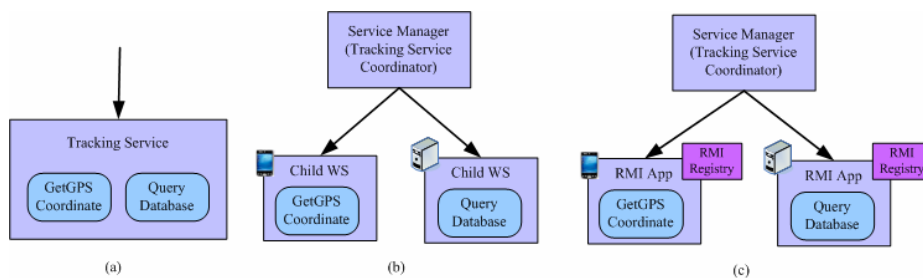 Tracking Service
GetGPS
Coordinate
Query
Database
(a)
Service Manager
(Tracking Service
Coordinator)
Child WS
GetGPS
Coordinate
Child WS
Query
Database
(b)
Service Manager
(Tracking Service
Coordinator)
RMI App
RMI
Registry
GetGPS
Coordinate
RMI App
RMI
Registry
Query
Database
(c)